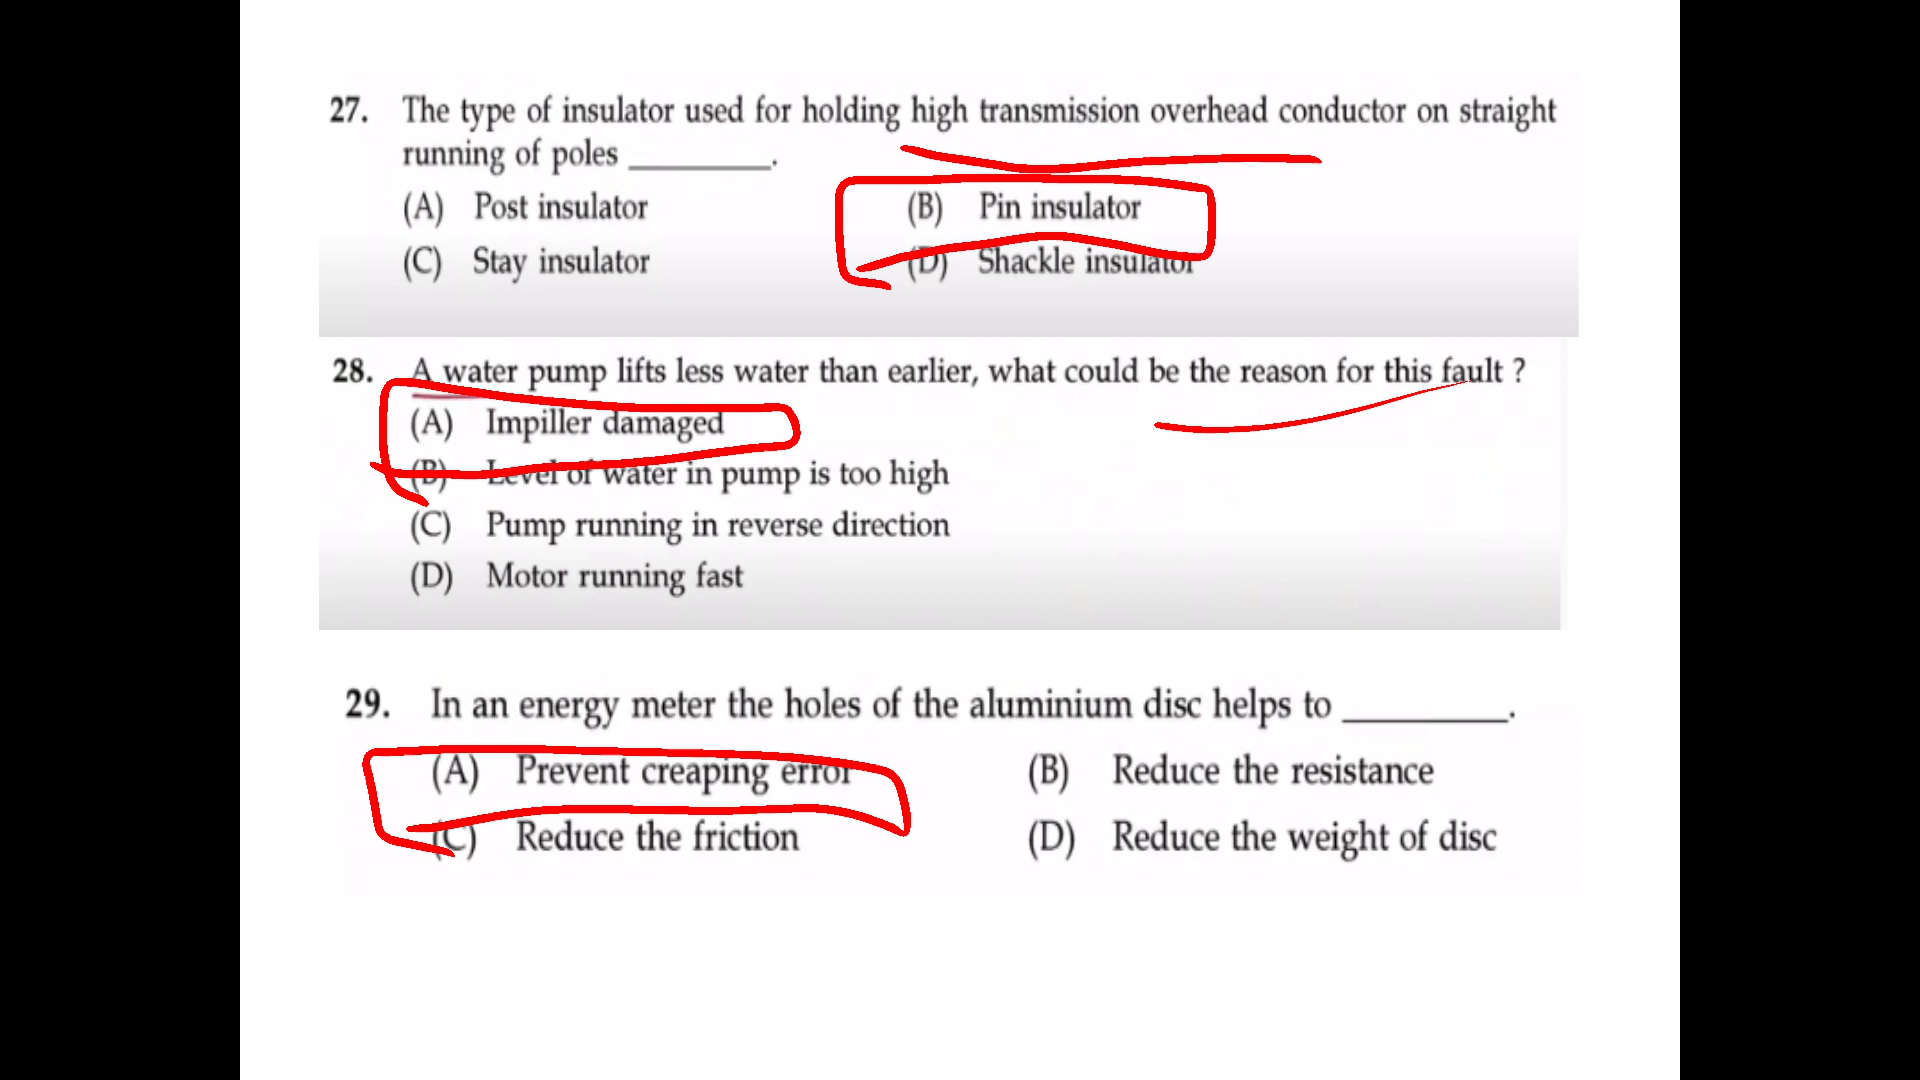 27. The type of insulator used for holding high transmission overhead conductor on straight
running of poles _________.
(A) Post insulator (B) Pin insulator
(C) Stay insulator (D) Shackle insulator
28. A water pump lifts less water than earlier, what could be the reason for this fault ?
(A) Impiller damaged
(B) Level of water in pump is too high
(C) Pump running in reverse direction
(D) Motor running fast
29. In an energy meter the holes of the aluminium disc helps to _________.
(A) Prevent creaping error (B) Reduce the resistance
(C) Reduce the friction (D) Reduce the weight of disc